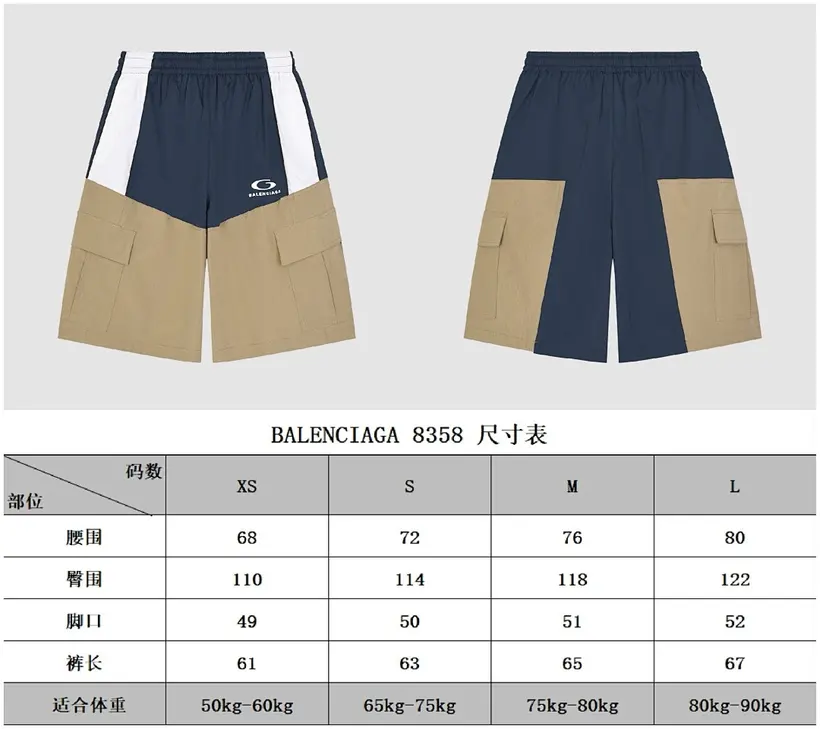 BALENCIAGA
BALENCIAGA 8358 尺寸表
码数
部位
XS S M L
腰围 68 72 76 80
臀围 110 114 118 122
脚口 49 50 51 52
裤长 61 63 65 67
适合体重 50kg-60kg 65kg-75kg 75kg-80kg 80kg-90kg